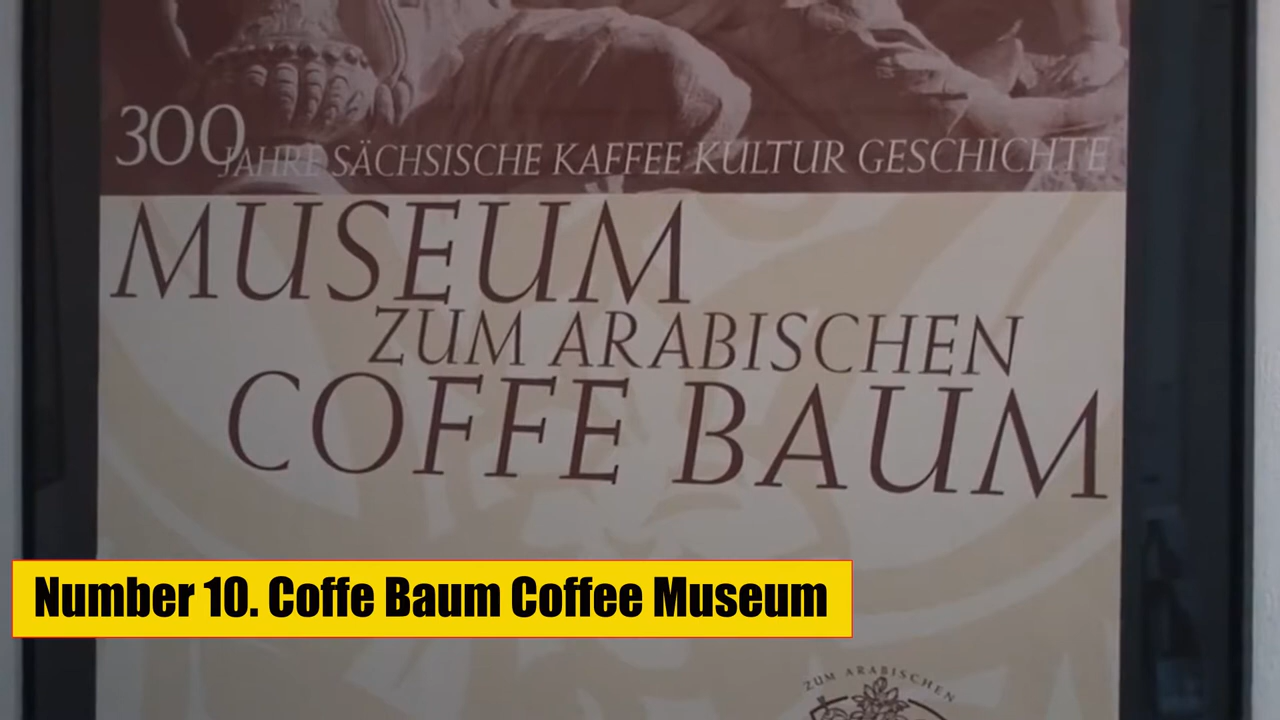 300 JAHRE SÄCHSISCHE KAFFEE KULTUR GESCHICHTE
MUSEUM
ZUM ARABISCHEN
COFFE BAUM
Number 10. Coffe Baum Coffee Museum
ZUM ARABISCHEN